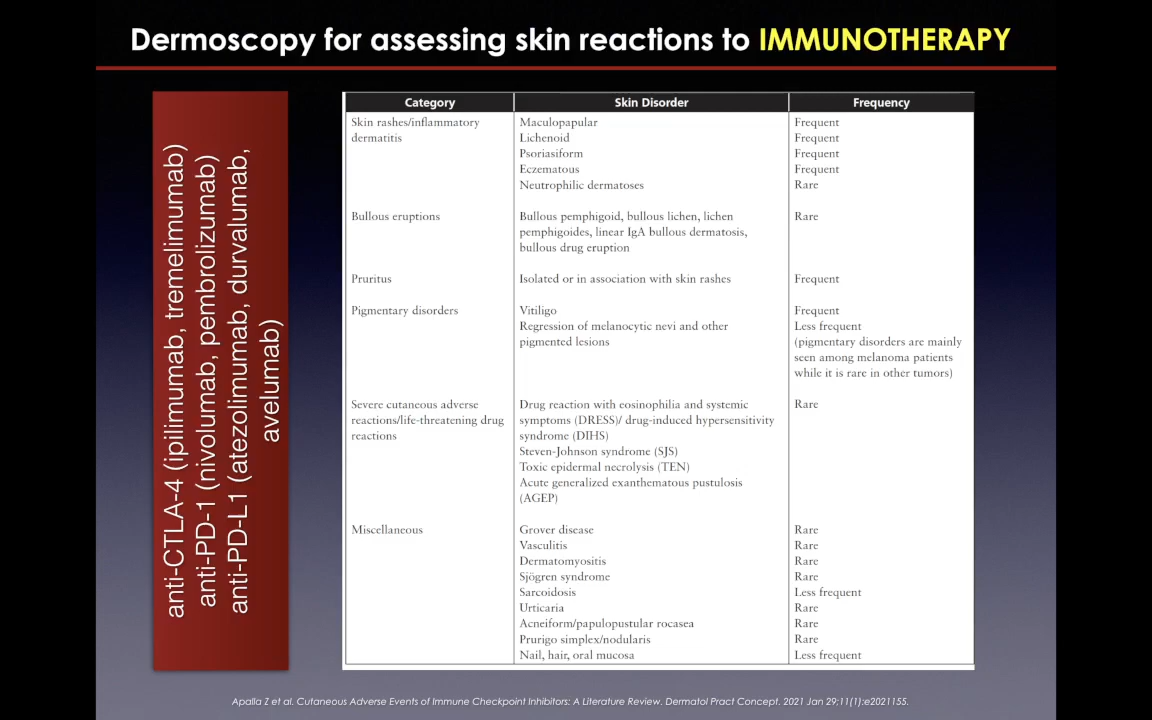 Dermoscopy for assessing skin reactions to IMMUNOTHERAPY
anti-CTLA-4 (ipilimumab, tremelimumab)
anti-PD-1 (nivolumab, pembrolizumab)
anti-PD-L1 (atezolimumab, durvalumab,
avelumab)
Category Skin Disorder Frequency
Skin rashes/inflammatory Maculopapular Frequent
dermatitis Lichenoid Frequent
Psoriasiform Frequent
Eczematous Frequent
Neutrophilic dermatoses Rare
Bullous eruptions Bullous pemphigoid, bullous lichen, lichen Rare
pemphigoides, linear IgA bullous dermatosis,
bullous drug eruption
Pruritus Isolated or in association with skin rashes Frequent
Pigmentary disorders Vitiligo Frequent
Regression of melanocytic nevi and other Less frequent
pigmented lesions (pigmentary disorders are mainly
seen among melanoma patients
while it is rare in other tumors)
Severe cutaneous adverse Drug reaction with eosinophilia and systemic Rare
reactions/life-threatening drug symptoms (DRESS)/ drug-induced hypersensitivity
reactions syndrome (DIHS)
Steven-Johnson syndrome (SJS)
Toxic epidermal necrolysis (TEN)
Acute generalized exanthematous pustulosis
(AGEP)
Miscellaneous Grover disease Rare
Vasculitis Rare
Dermatomyositis Rare
Sjögren syndrome Rare
Sarcoidosis Less frequent
Urticaria Rare
Acneiform/papulopustular rocasea Rare
Prurigo simplex/nodularis Rare
Nail, hair, oral mucosa Less frequent
Apalla Z et al. Cutaneous Adverse Events of Immune Checkpoint Inhibitors: A Literature Review. Dermatol Pract Concept. 2021 Jan 29;11(1):e2021155.